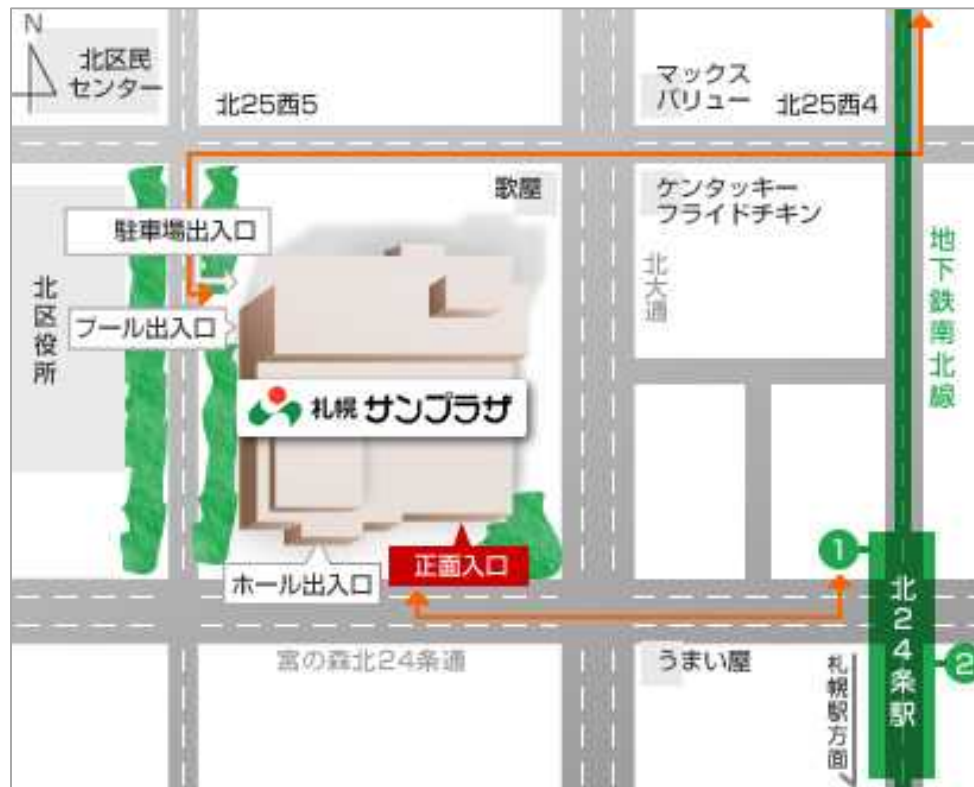 N
北区民
センター
北25西5
マックス
バリュー
北25西4
歌屋
ケンタッキー
フライドチキン
駐車場出入口
北大通
地下鉄南北線
北区役所
プール出入口
札幌 サンプラザ
1
正面入口
ホール出入口
北24条駅
宮の森北24条通
うまい屋
2
札幌駅方面